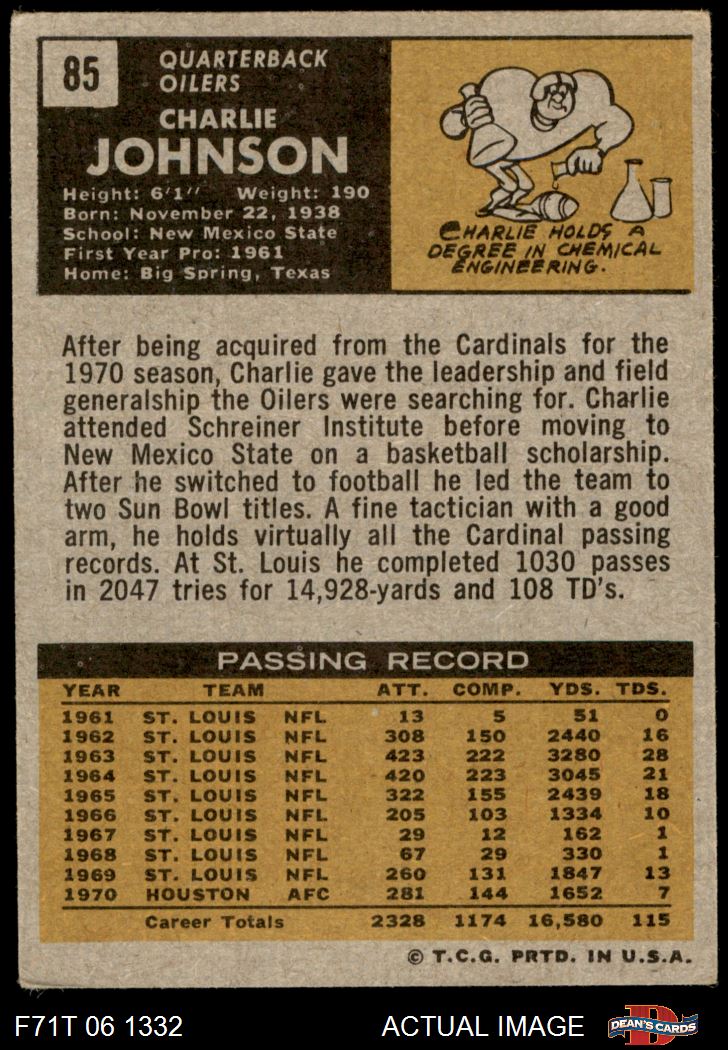 85
QUARTERBACK
OILERS
CHARLIE
JOHNSON
Height: 6'1" Weight: 190
Born: November 22, 1938
School: New Mexico State
First Year Pro: 1961
Home: Big Spring, Texas
CHARLIE HOLDS A
DEGREE IN CHEMICAL
ENGINEERING.
After being acquired from the Cardinals for the
1970 season, Charlie gave the leadership and field
generalship the Oilers were searching for. Charlie
attended Schreiner Institute before moving to
New Mexico State on a basketball scholarship.
After he switched to football he led the team to
two Sun Bowl titles. A fine tactician with a good
arm, he holds virtually all the Cardinal passing
records. At St. Louis he completed 1030 passes
in 2047 tries for 14,928-yards and 108 TD's.
PASSING RECORD
YEAR TEAM ATT. COMP. YDS. TDS.
1961 ST. LOUIS NFL 13 5 51 0
1962 ST. LOUIS NFL 308 150 2440 16
1963 ST. LOUIS NFL 423 222 3280 28
1964 ST. LOUIS NFL 420 223 3045 21
1965 ST. LOUIS NFL 322 155 2439 18
1966 ST. LOUIS NFL 205 103 1334 10
1967 ST. LOUIS NFL 29 12 162 1
1968 ST. LOUIS NFL 67 29 330 1
1969 ST. LOUIS NFL 260 131 1847 13
1970 HOUSTON AFC 281 144 1652 7
Career Totals 2328 1174 16,580 115
© T.C.G. PRTD. IN U.S.A.
F71T 06 1332 ACTUAL IMAGE D DEAN'S CARDS